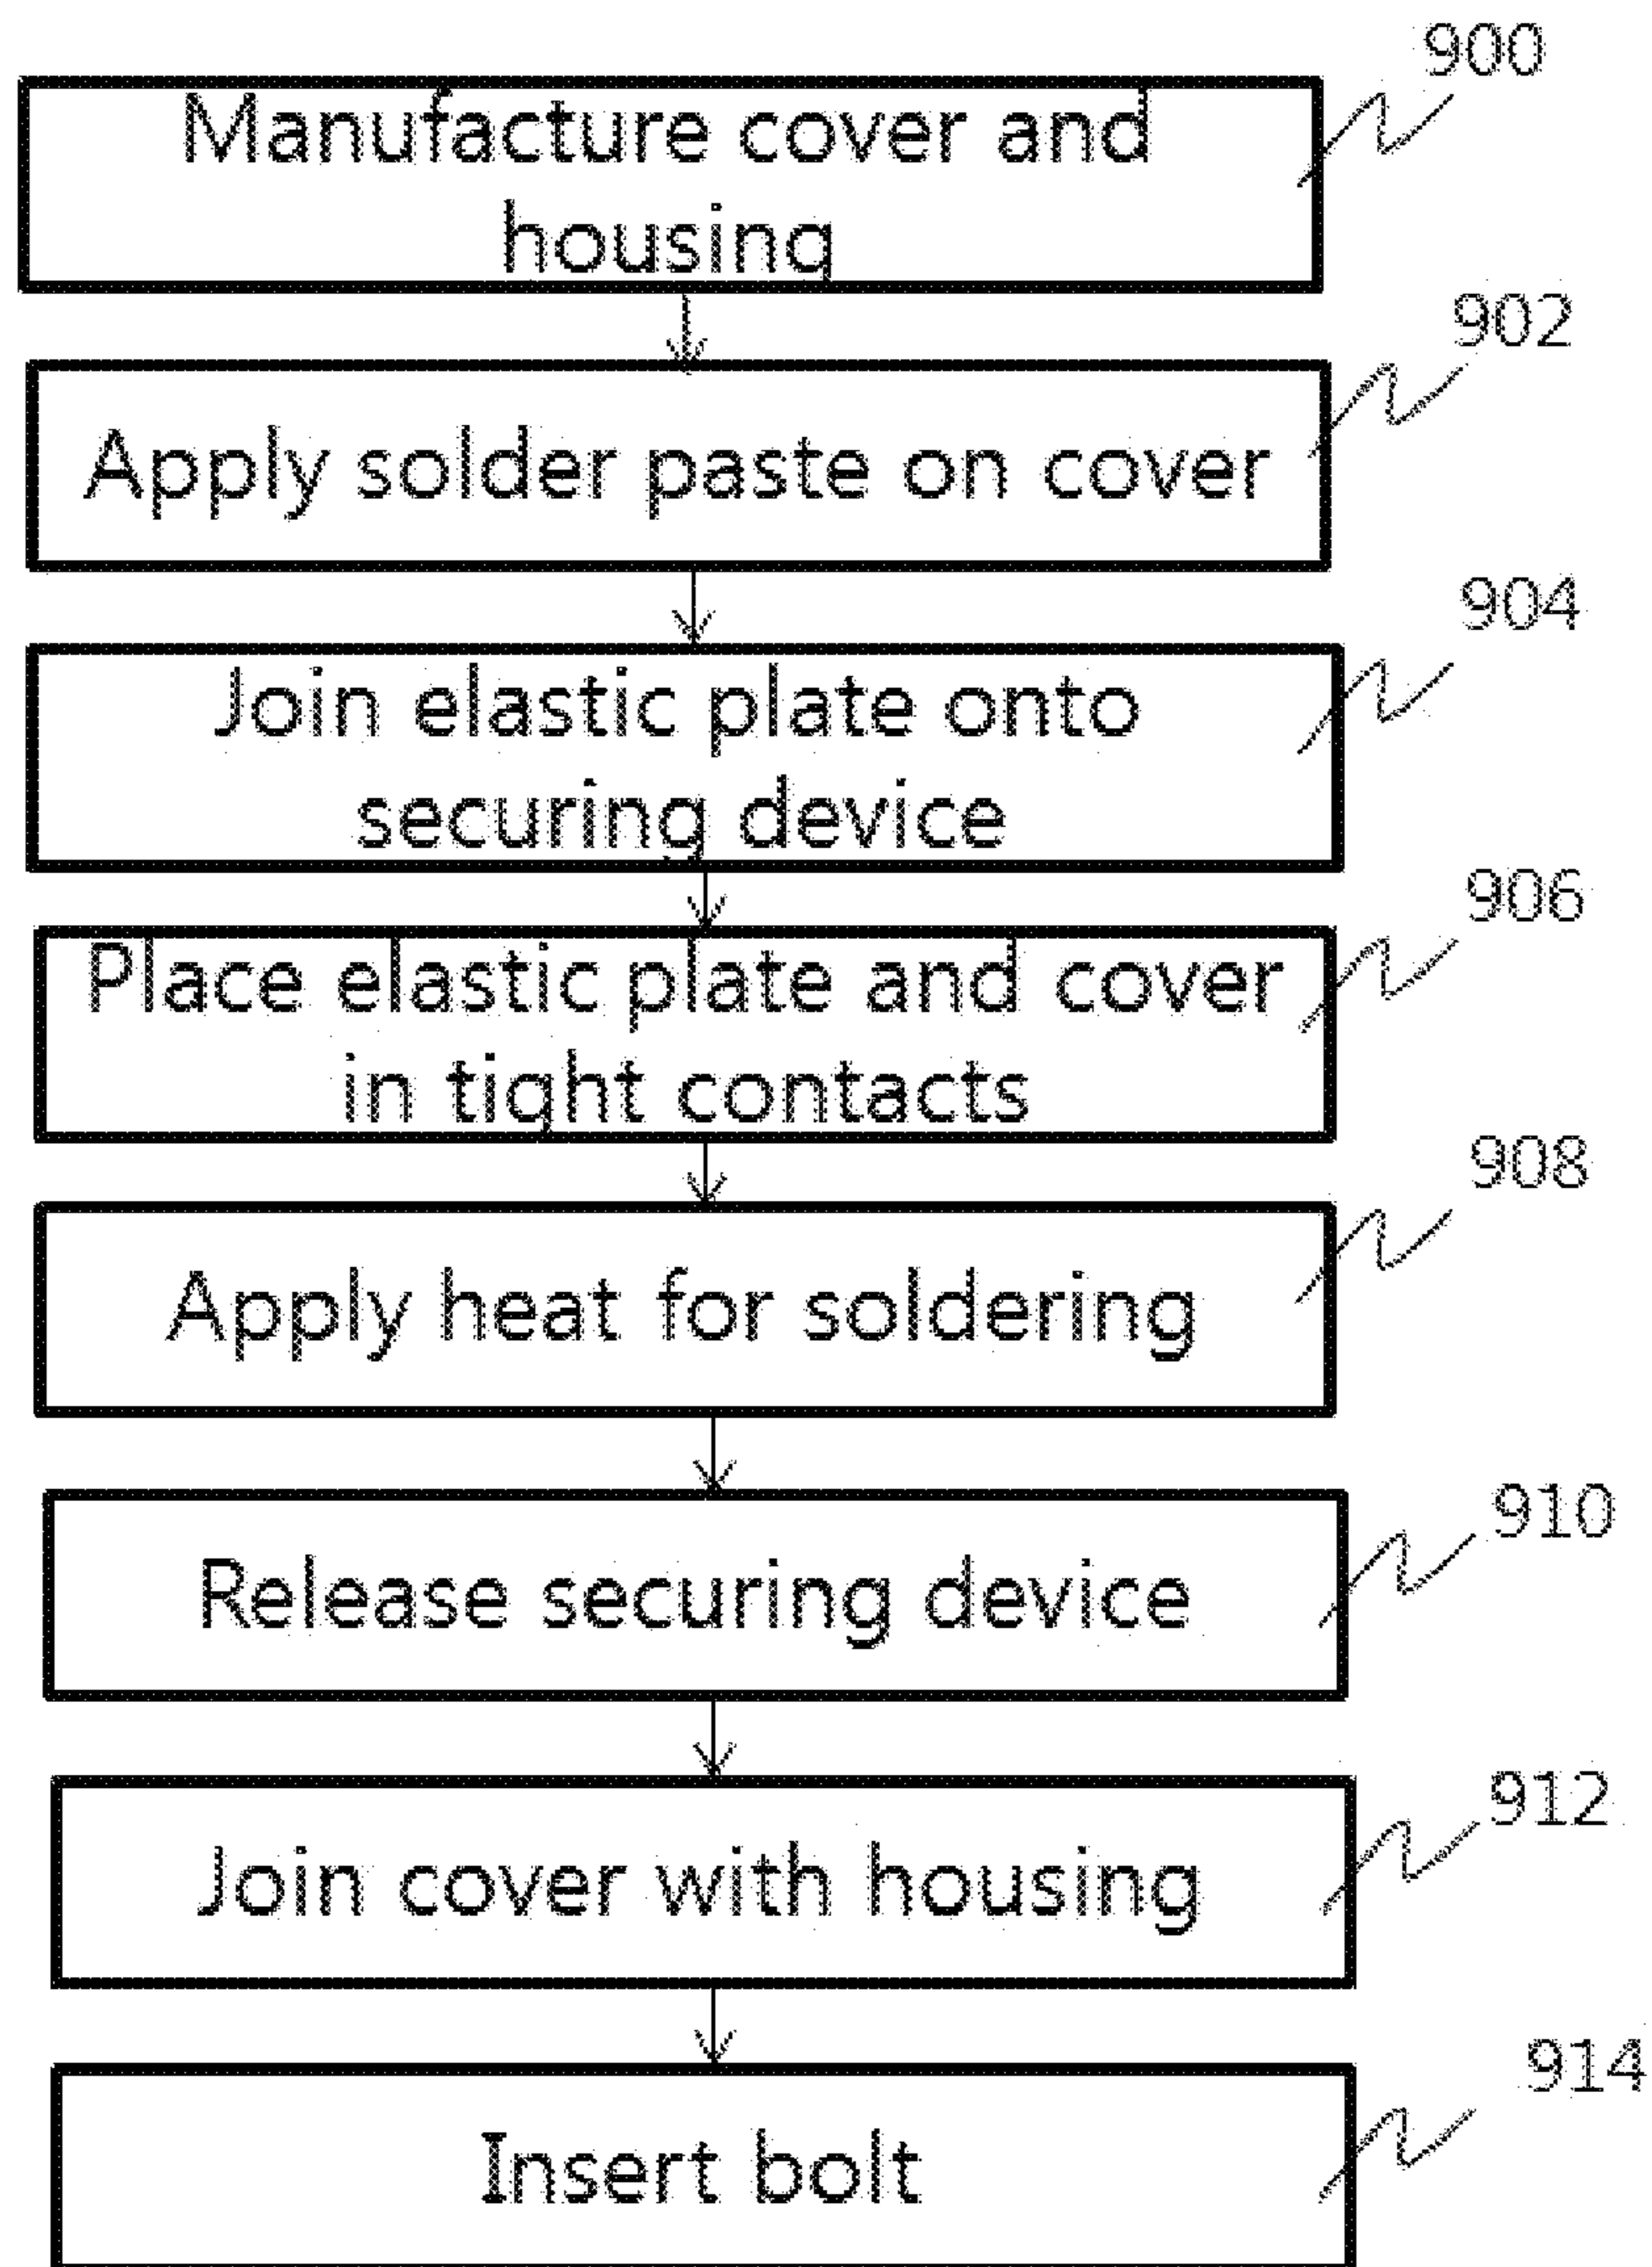 900
Manufacture cover and
housing
902
Apply solder paste on cover
904
Join elastic plate onto
securing device
906
Place elastic plate and cover
in tight contacts
908
Apply heat for soldering
910
Release securing device
912
Join cover with housing
914
Insert bolt